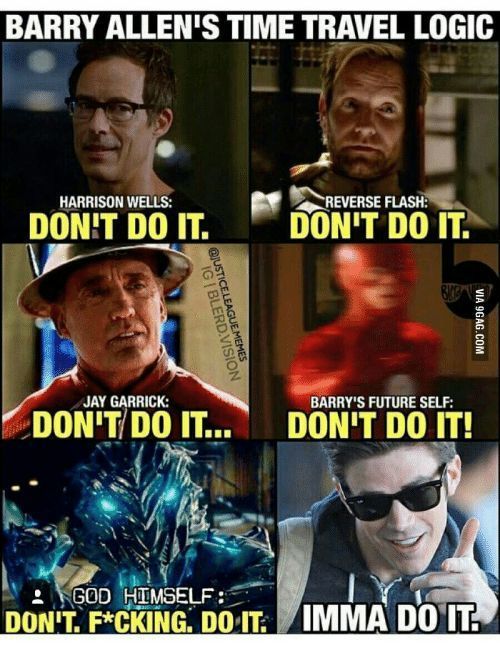 BARRY ALLEN'S TIME TRAVEL LOGIC
HARRISON WELLS:
DON'T DO IT.
REVERSE FLASH:
DON'T DO IT.
@JUSTICELEAGUEMEMES
IG | BLERD.VISION
VIA 9GAG.COM
JAY GARRICK:
DON'T DO IT...
BARRY'S FUTURE SELF:
DON'T DO IT!
GOD HIMSELF:
DON'T. F*CKING. DO IT.
IMMA DO IT.